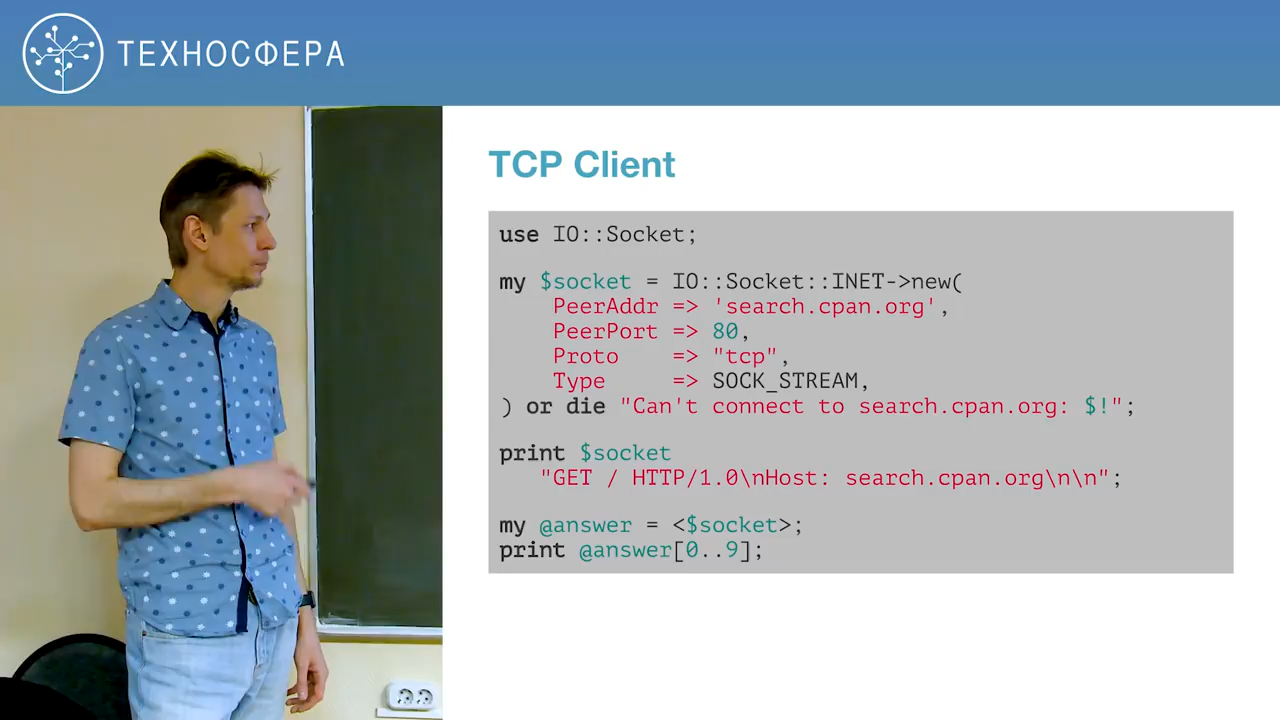 ТЕХНОСФЕРА
TCP Client
use IO::Socket;
my $socket = IO::Socket::INET->new(
    PeerAddr => 'search.cpan.org',
    PeerPort => 80,
    Proto    => "tcp",
    Type     => SOCK_STREAM,
) or die "Can't connect to search.cpan.org: $!";
print $socket
   "GET / HTTP/1.0\nHost: search.cpan.org\n\n";
my @answer = <$socket>;
print @answer[0..9];